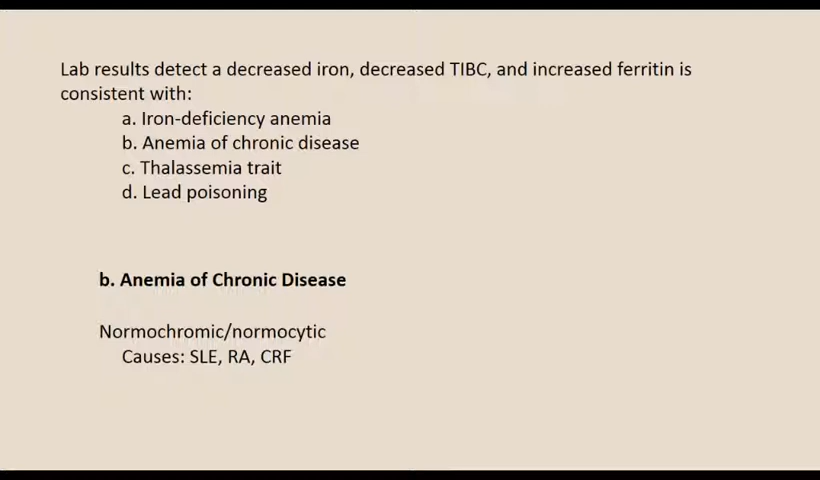 Lab results detect a decreased iron, decreased TIBC, and increased ferritin is
consistent with:
a. Iron-deficiency anemia
b. Anemia of chronic disease
c. Thalassemia trait
d. Lead poisoning
b. Anemia of Chronic Disease
Normochromic/normocytic
Causes: SLE, RA, CRF